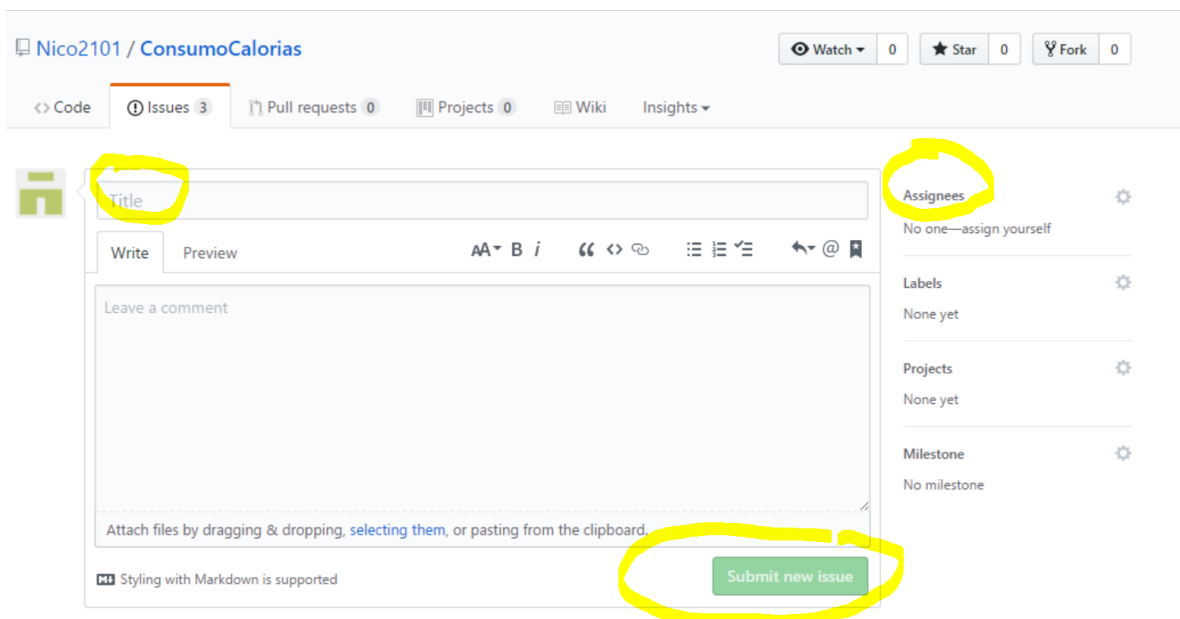 Nico2101 / ConsumoCalorias
Watch 0 Star 0 Fork 0
Code Issues 3 Pull requests 0 Projects 0 Wiki Insights
Title
Assignees
No one—assign yourself
Write Preview AA B i
Labels
None yet
Leave a comment
Projects
None yet
Milestone
No milestone
Attach files by dragging & dropping, selecting them, or pasting from the clipboard.
Styling with Markdown is supported
Submit new issue